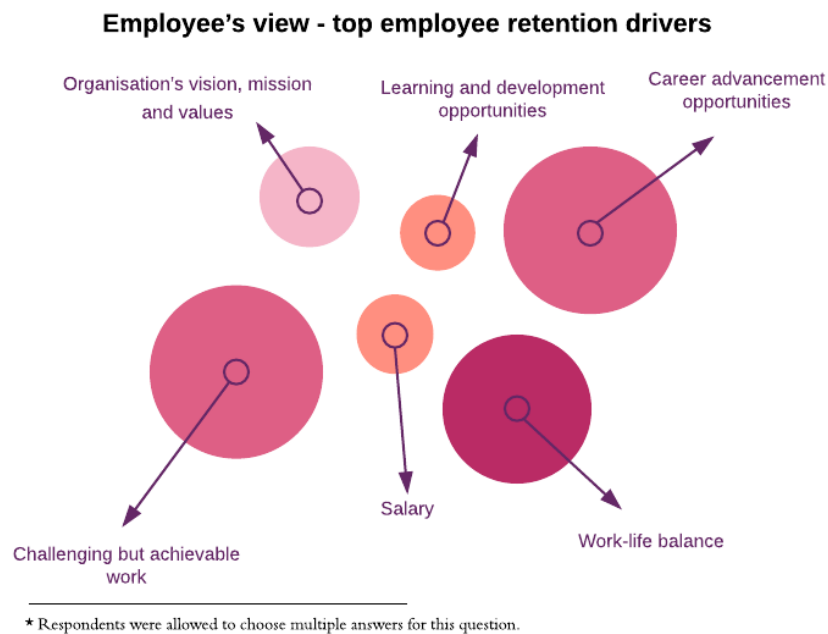 Employee’s view - top employee retention drivers
Organisation’s vision, mission
and values
Learning and development
opportunities
Career advancement
opportunities
Challenging but achievable
work
Salary
Work-life balance
* Respondents were allowed to choose multiple answers for this question.